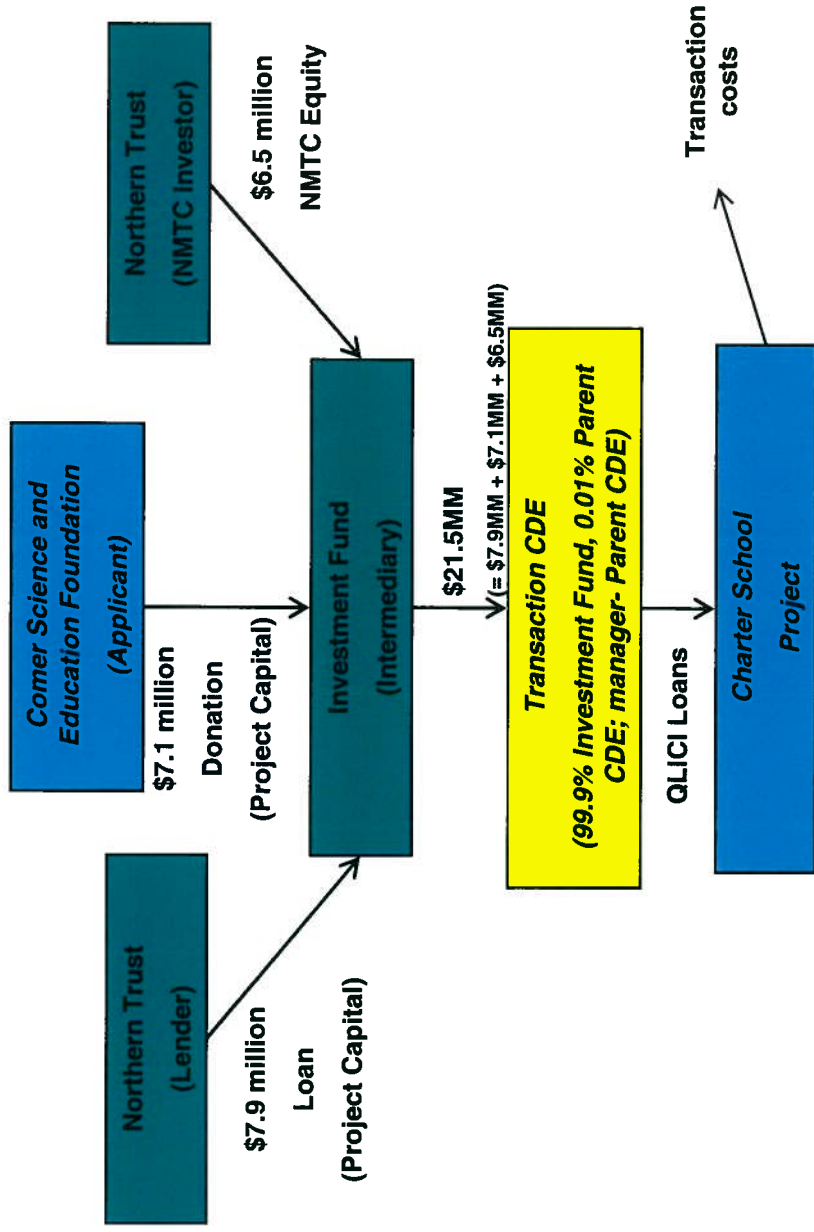 Northern Trust
(Lender)
Comer Science and
Education Foundation
(Applicant)
Northern Trust
(NMTC Investor)
$7.9 million
Loan
(Project Capital)
$7.1 million
Donation
(Project Capital)
$6.5 million
NMTC Equity
Investment Fund
(Intermediary)
$21.5MM
(= $7.9MM + $7.1MM + $6.5MM)
Transaction CDE
(99.9% Investment Fund, 0.01% Parent
CDE; manager- Parent CDE)
QLICI Loans
Charter School
Project
Transaction
costs